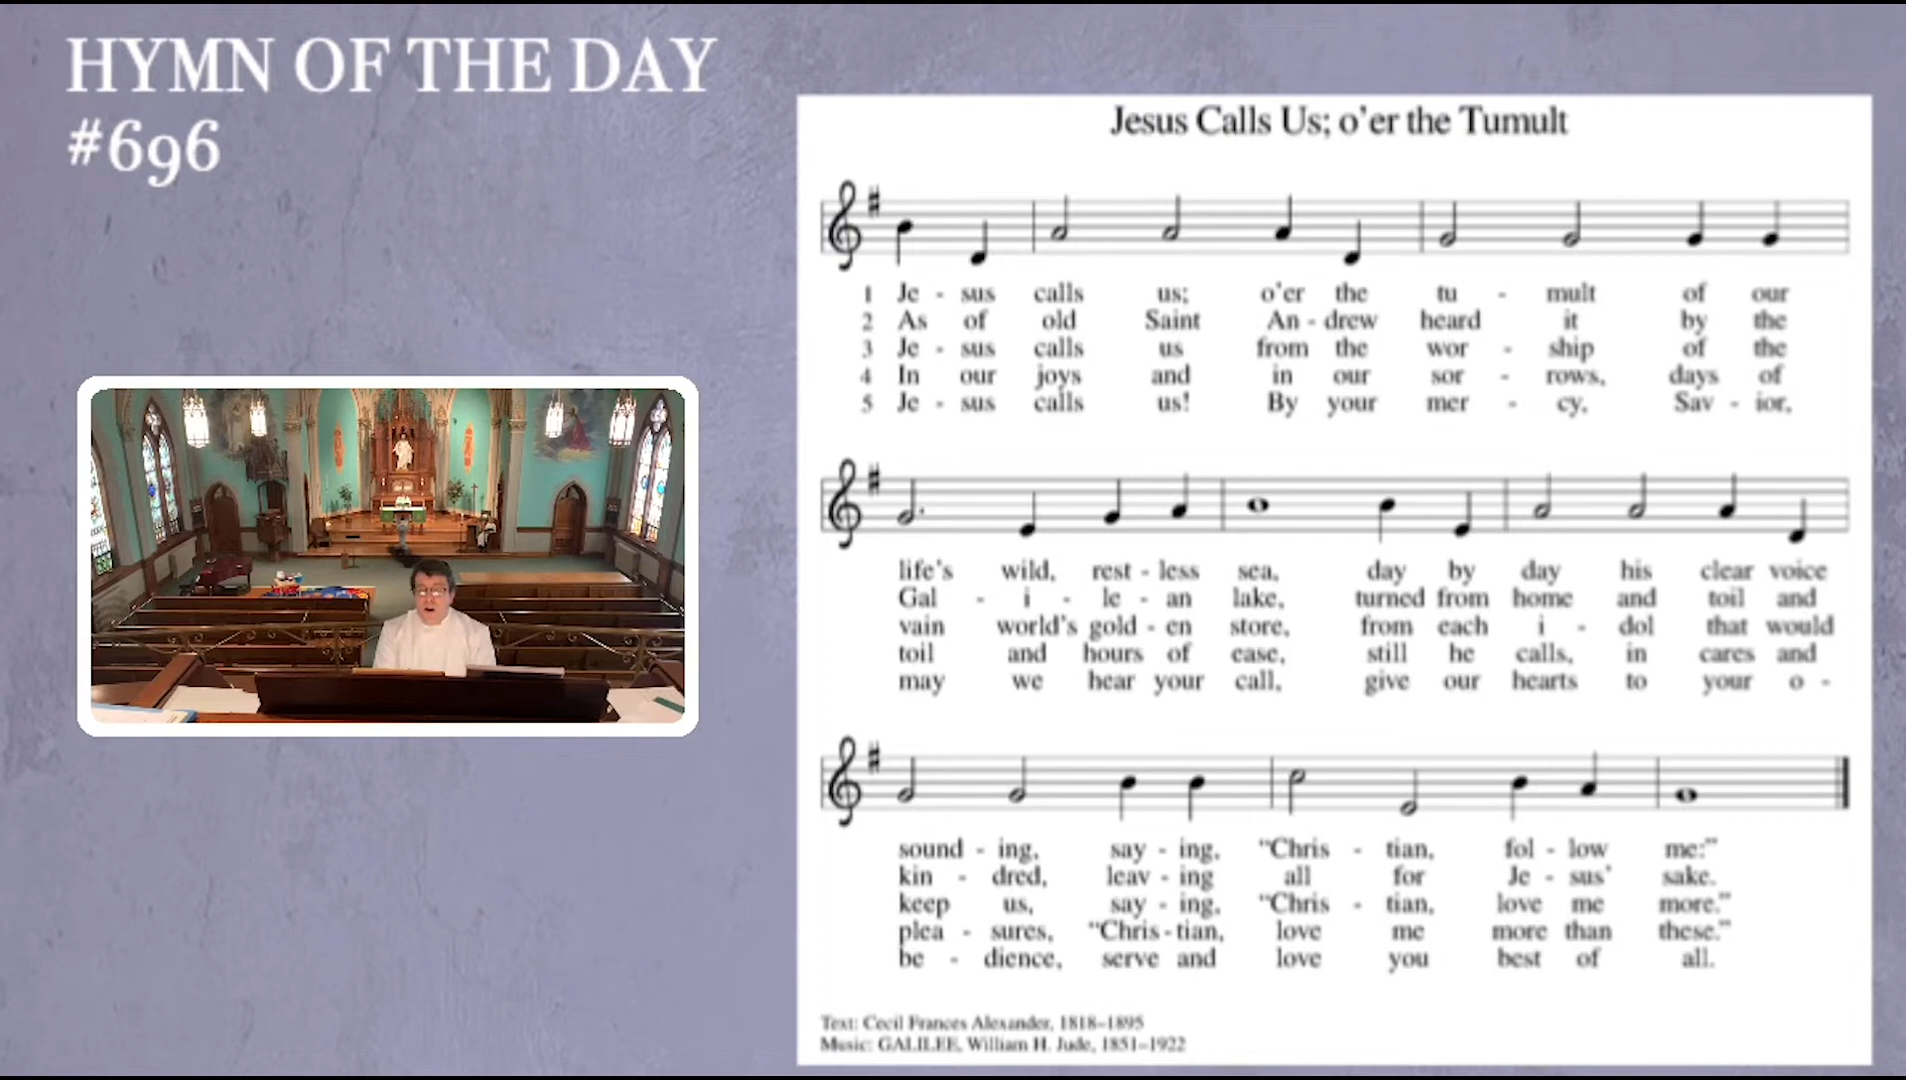 HYMN OF THE DAY
#696
Jesus Calls Us; o'er the Tumult
1 Je - sus calls us; o'er the tu - mult of our
2 As of old Saint An - drew heard it by the
3 Je - sus calls us from the wor - ship of the
4 In our joys and in our sor - rows, days of
5 Je - sus calls us! By your mer - cy, Sav - ior,
life's wild, rest - less sea, day by day his clear voice
Gal - i - le - an lake, turned from home and toil and
vain world's gold - en store, from each i - dol that would
toil and hours of ease, still he calls, in cares and
may we hear your call, give our hearts to your o -
sound - ing, say - ing, "Chris - tian, fol - low me:"
kin - dred, leav - ing all for Je - sus' sake.
keep us, say - ing, "Chris - tian, love me more."
plea - sures, "Chris - tian, love me more than these."
be - dience, serve and love you best of all.
Text: Cecil Frances Alexander, 1818–1895
Music: GALILEE, William H. Jude, 1851–1922